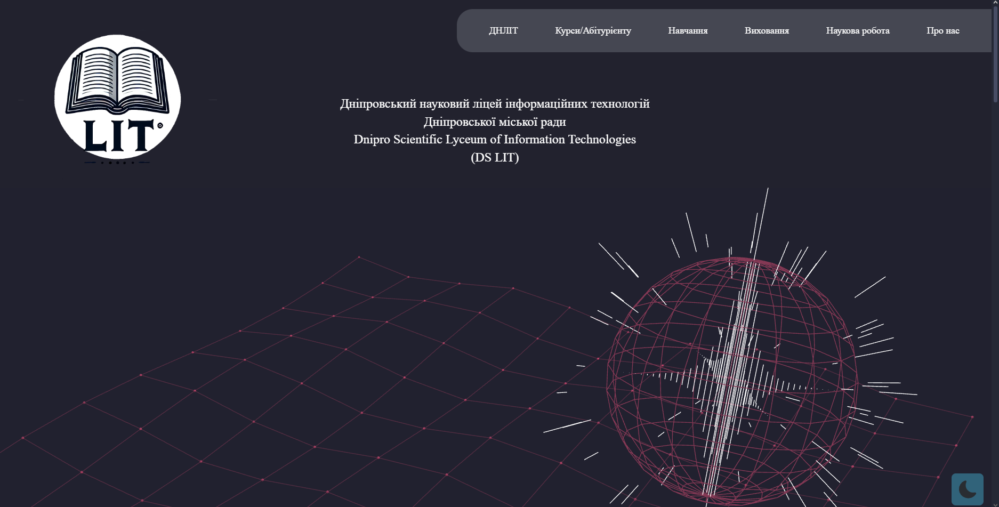 ДНЛІТ Курси/Абітурієнту Навчання Виховання Наукова робота Про нас
LIT
Дніпровський науковий ліцей інформаційних технологій
Дніпровської міської ради
Dnipro Scientific Lyceum of Information Technologies
(DS LIT)